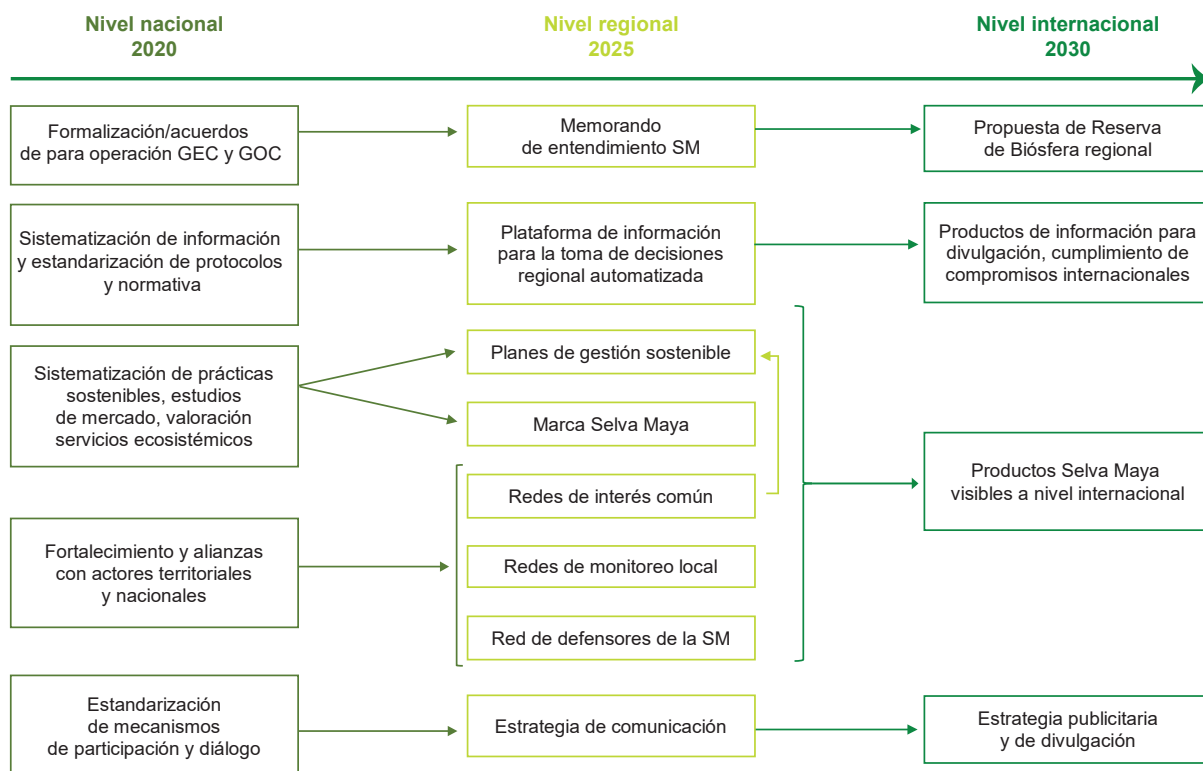 Nivel nacional
2020
Nivel regional
2025
Nivel internacional
2030
Formalización/acuerdos
de para operación GEC y GOC
Memorando
de entendimiento SM
Propuesta de Reserva
de Biósfera regional
Sistematización de información
y estandarización de protocolos
y normativa
Plataforma de información
para la toma de decisiones
regional automatizada
Productos de información para
divulgación, cumplimiento de
compromisos internacionales
Sistematización de prácticas
sostenibles, estudios
de mercado, valoración
servicios ecosistémicos
Planes de gestión sostenible
Marca Selva Maya
Redes de interés común
Productos Selva Maya
visibles a nivel internacional
Fortalecimiento y alianzas
con actores territoriales
y nacionales
Redes de monitoreo local
Red de defensores de la SM
Estandarización
de mecanismos
de participación y diálogo
Estrategia de comunicación
Estrategia publicitaria
y de divulgación